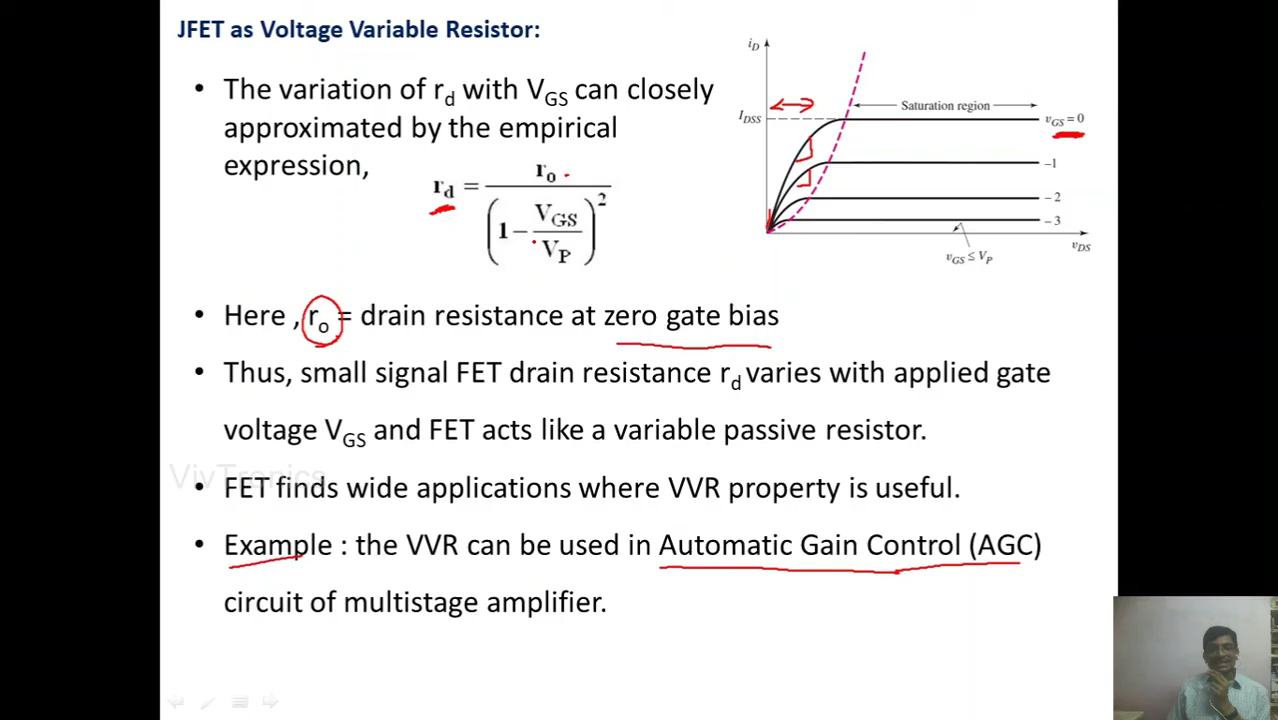 JFET as Voltage Variable Resistor:
• The variation of rd with VGS can closely
approximated by the empirical
expression,
rd = ro / (1 − VGS/VP)²
iD
IDSS
Saturation region
vGS = 0
–1
–2
–3
vGS ≤ VP
vDS
• Here , ro = drain resistance at zero gate bias
• Thus, small signal FET drain resistance rd varies with applied gate
voltage VGS and FET acts like a variable passive resistor.
VivTronics
• FET finds wide applications where VVR property is useful.
• Example : the VVR can be used in Automatic Gain Control (AGC)
circuit of multistage amplifier.